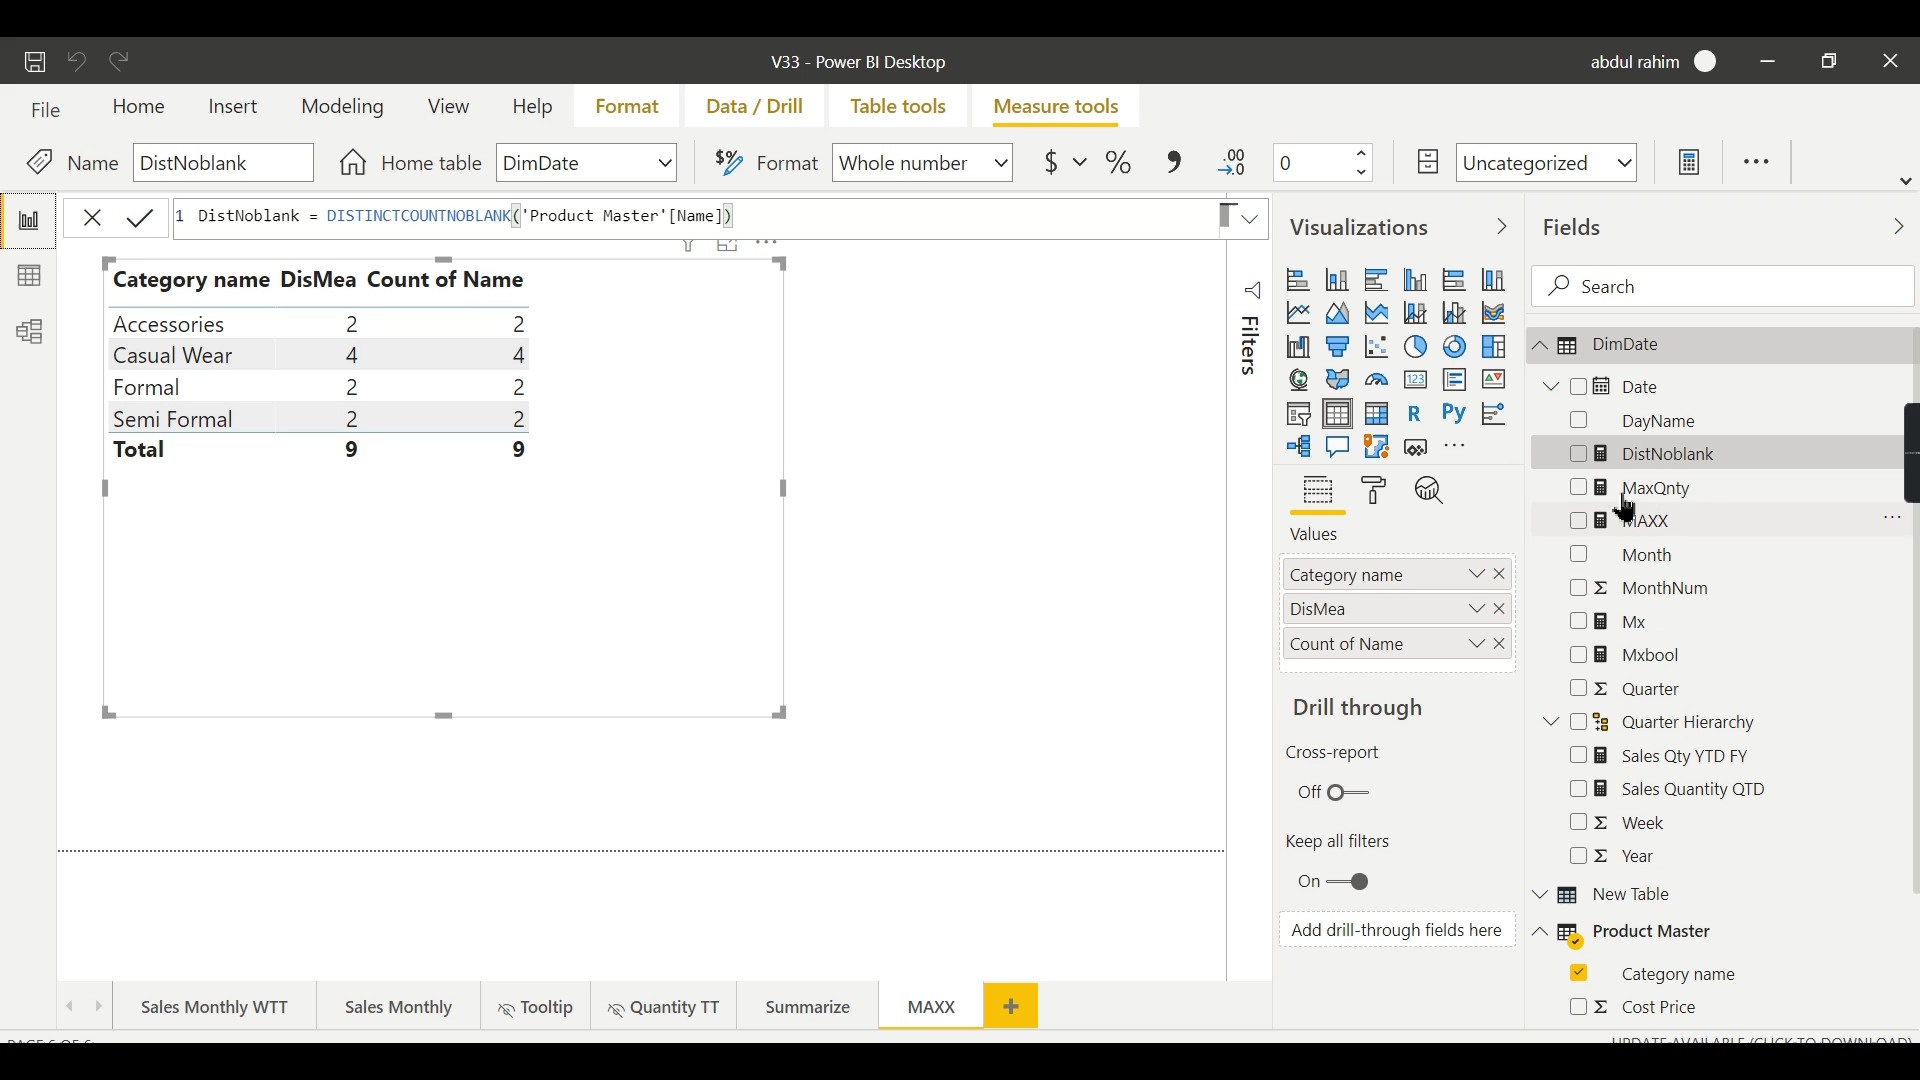 V33 - Power BI Desktop
abdul rahim
File
Home
Insert
Modeling
View
Help
Format
Data / Drill
Table tools
Measure tools
Name
DistNoblank
Home table
DimDate
Format
Whole number
$
%
0
Uncategorized
1 DistNoblank = DISTINCTCOUNTNOBLANK('Product Master'[Name])
Category name DisMea Count of Name
Accessories 2 2
Casual Wear 4 4
Formal 2 2
Semi Formal 2 2
Total 9 9
Filters
Visualizations
R
Py
Values
Category name
DisMea
Count of Name
Drill through
Cross-report
Off
Keep all filters
On
Add drill-through fields here
Fields
Search
DimDate
Date
DayName
DistNoblank
MaxQnty
MAXX
Month
MonthNum
Mx
Mxbool
Quarter
Quarter Hierarchy
Sales Qty YTD FY
Sales Quantity QTD
Week
Year
New Table
Product Master
Category name
Cost Price
Sales Monthly WTT
Sales Monthly
Tooltip
Quantity TT
Summarize
MAXX
+
UPDATE AVAILABLE (CLICK TO DOWNLOAD)